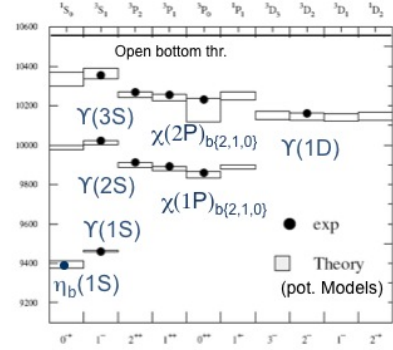 ¹S₀ ³S₁ ³P₂ ³P₁ ³P₀ ¹P₁ ³D₃ ³D₂ ³D₁ ¹D₂
10600
Open bottom thr.
10400
Υ(3S)
χ(2P)b{2,1,0}
10200
Υ(1D)
10000
Υ(2S)
χ(1P)b{2,1,0}
9800
Υ(1S)
9600
exp
9400
ηb(1S)
Theory
(pot. Models)
9200
0⁻⁺ 1⁻ 2⁺⁺ 1⁺⁺ 0⁺⁺ 1⁺ 3⁻ 2⁻ 1⁻ 2⁻⁺